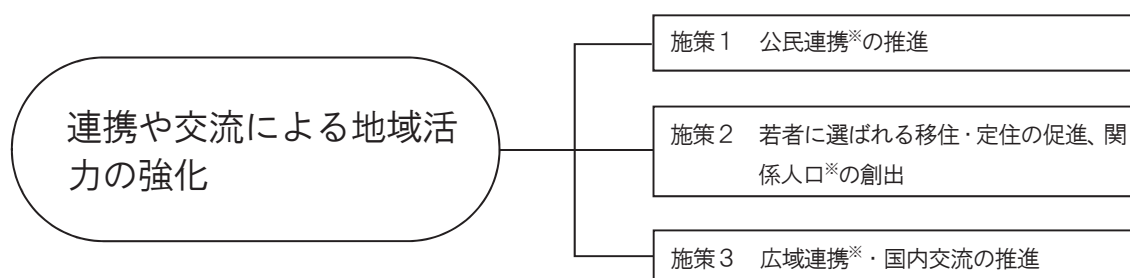 連携や交流による地域活
力の強化
施策1 公民連携※の推進
施策2 若者に選ばれる移住・定住の促進、関
係人口※の創出
施策3 広域連携※・国内交流の推進